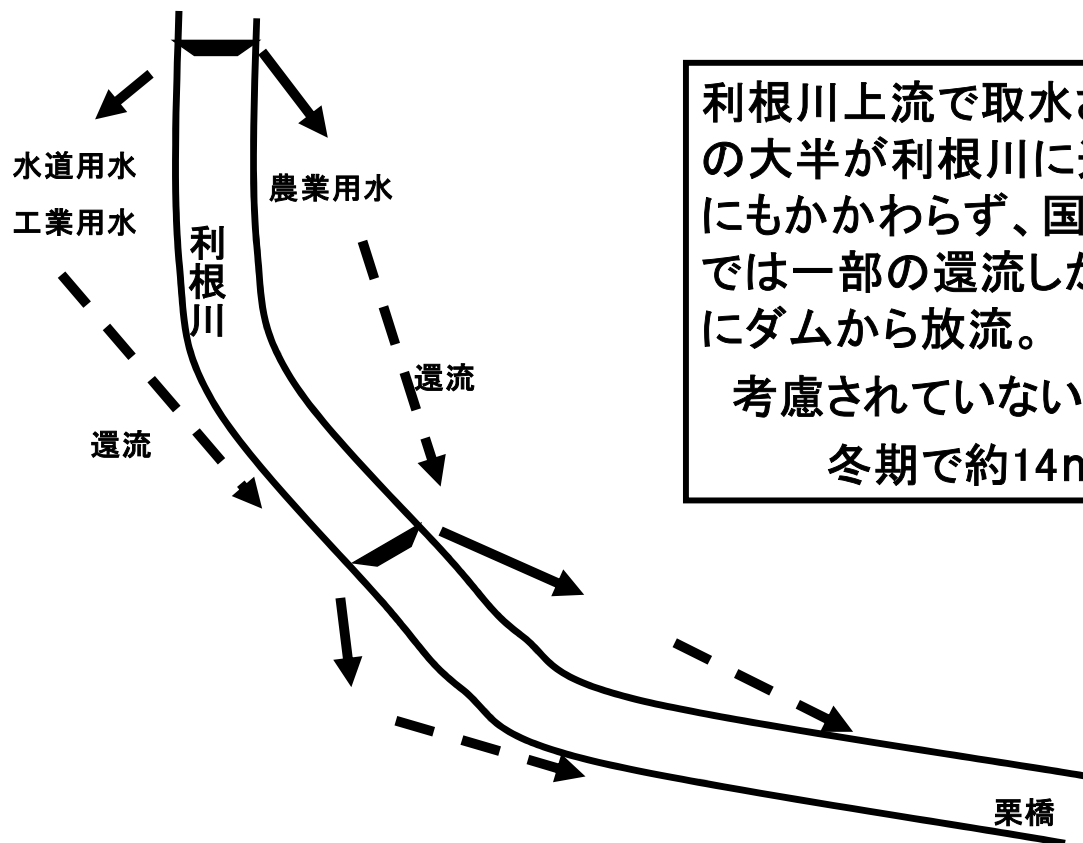 水道用水
工業用水
農業用水
利根川
還流
還流
利根川上流で取水
の大半が利根川に
にもかかわらず、国
では一部の還流し
にダムから放流。
考慮されていない
冬期で約14
栗橋